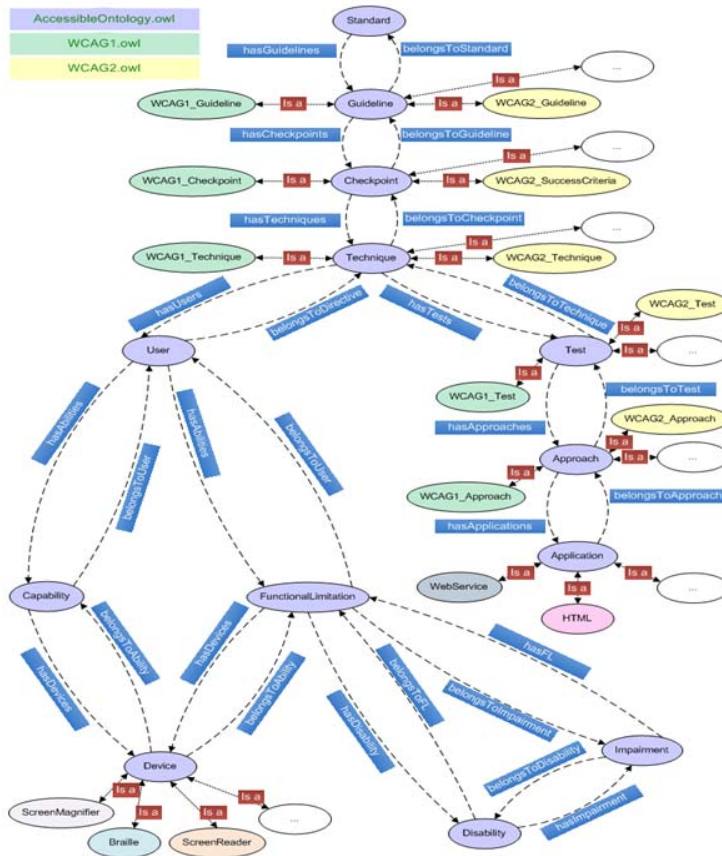 AccessibleOntology.owl
WCAG1.owl
WCAG2.owl
Standard
hasGuidelines
belongsToStandard
Is a
...
WCAG1_Guideline
Is a
Guideline
Is a
WCAG2_Guideline
hasCheckpoints
belongsToGuideline
Is a
...
WCAG1_Checkpoint
Is a
Checkpoint
Is a
WCAG2_SuccessCriteria
hasTechniques
belongsToCheckpoint
Is a
...
WCAG1_Technique
Is a
Technique
Is a
WCAG2_Technique
hasUsers
belongsToDirective
hasTests
belongsToTechnique
WCAG2_Test
Is a
User
Test
Is a
...
Is a
WCAG1_Test
hasAbilities
belongsToUser
hasAbilities
belongsToUser
belongsToTest
hasApproaches
WCAG2_Approach
Is a
Approach
Is a
...
Is a
WCAG1_Approach
belongsToApproach
hasApplications
Application
WebService
Is a
Is a
Is a
...
HTML
Capability
FunctionalLimitation
hasDevices
belongsToAbility
hasDevices
belongsToAbility
hasDisability
belongsToFL
belongsToImpairment
hasFL
Impairment
belongsToDisability
hasImpairment
Disability
Device
Is a
Is a
Is a
Is a
ScreenMagnifier
Braille
ScreenReader
...